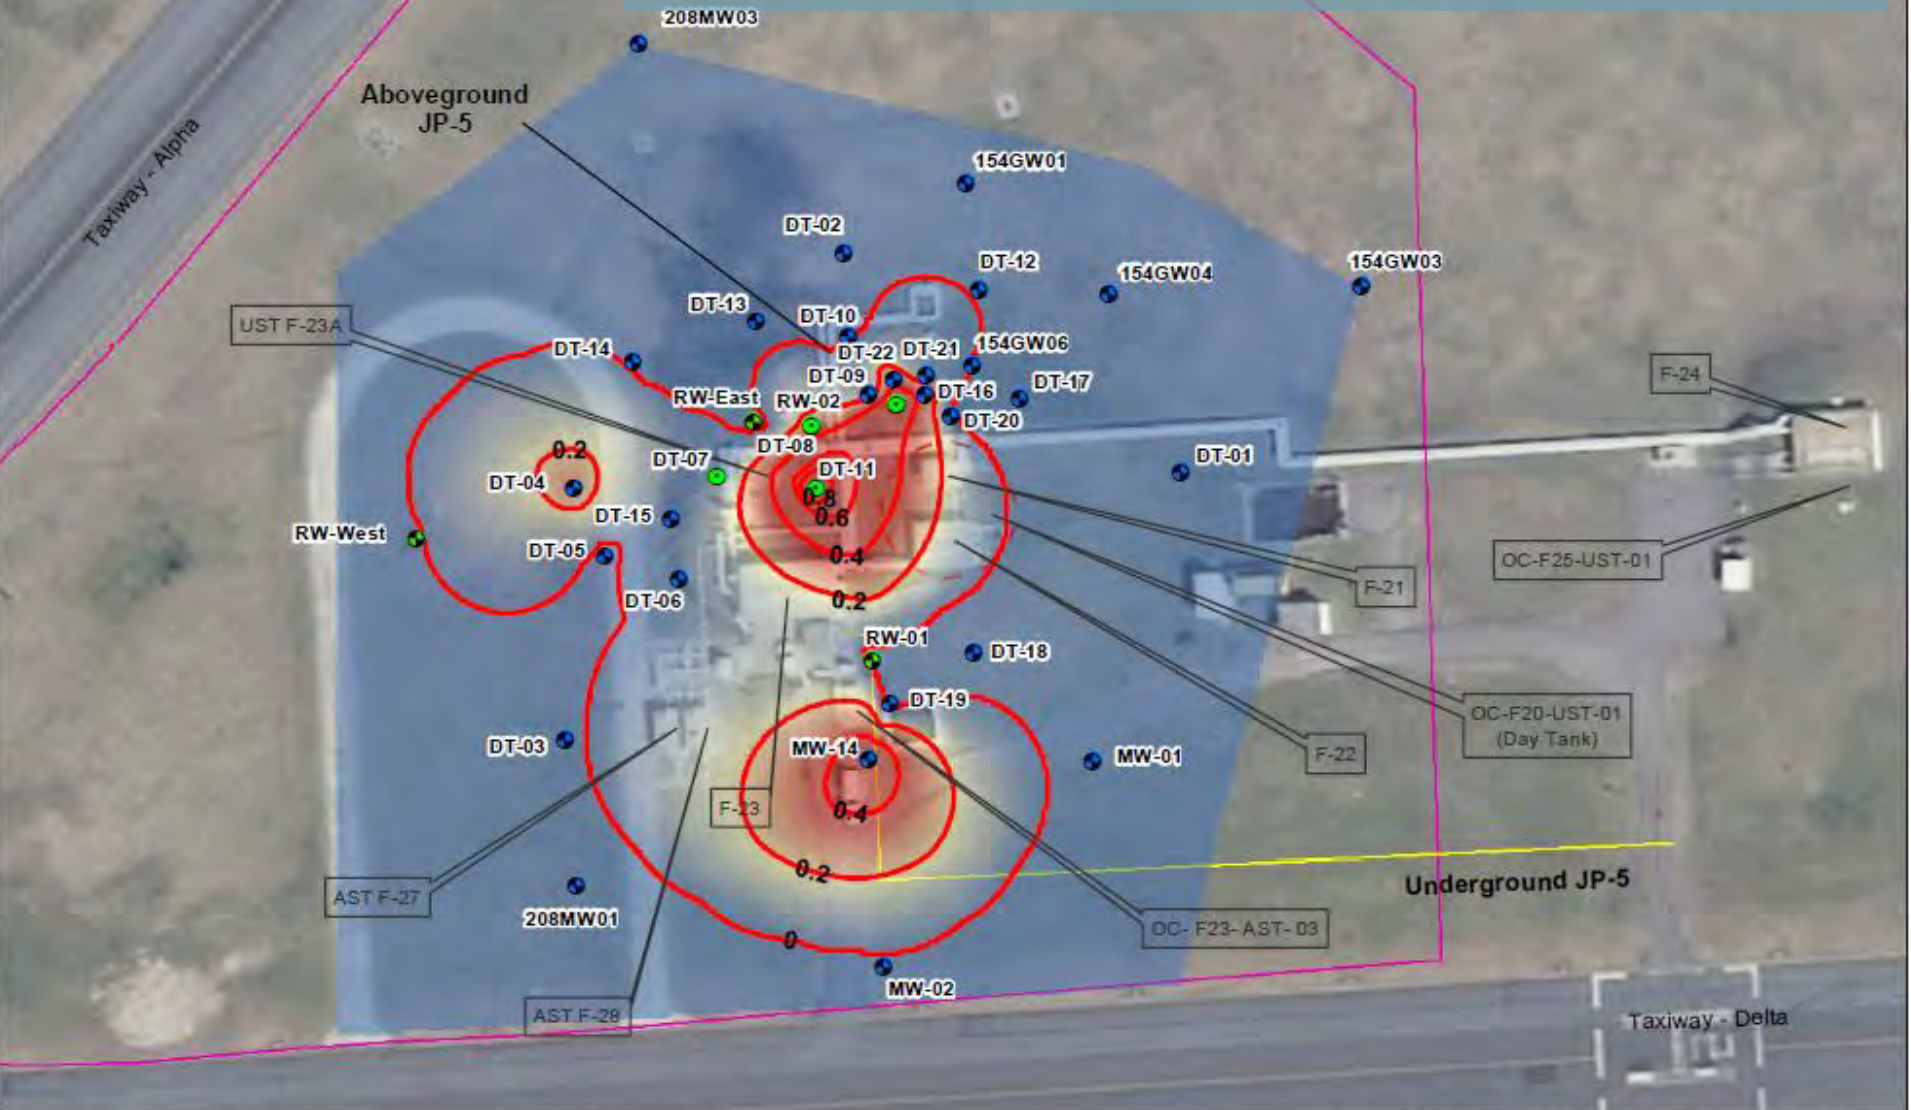 208MW03
Aboveground
JP-5
Taxiway - Alpha
154GW01
DT-02
DT-12
154GW04
154GW03
DT-13
DT-10
UST F-23A
DT-14
DT-22
DT-21
154GW06
DT-09
DT-16
DT-17
F-24
RW-East
RW-02
DT-20
DT-08
0.2
DT-07
DT-11
DT-01
DT-04
0.8
DT-15
0.6
RW-West
DT-05
0.4
OC-F25-UST-01
F-21
DT-06
0.2
RW-01
DT-18
DT-19
OC-F20-UST-01
(Day Tank)
DT-03
MW-14
MW-01
F-22
F-23
0.4
0.2
Underground JP-5
AST F-27
208MW01
OC- F23- AST- 03
0
MW-02
AST F-28
Taxiway - Delta